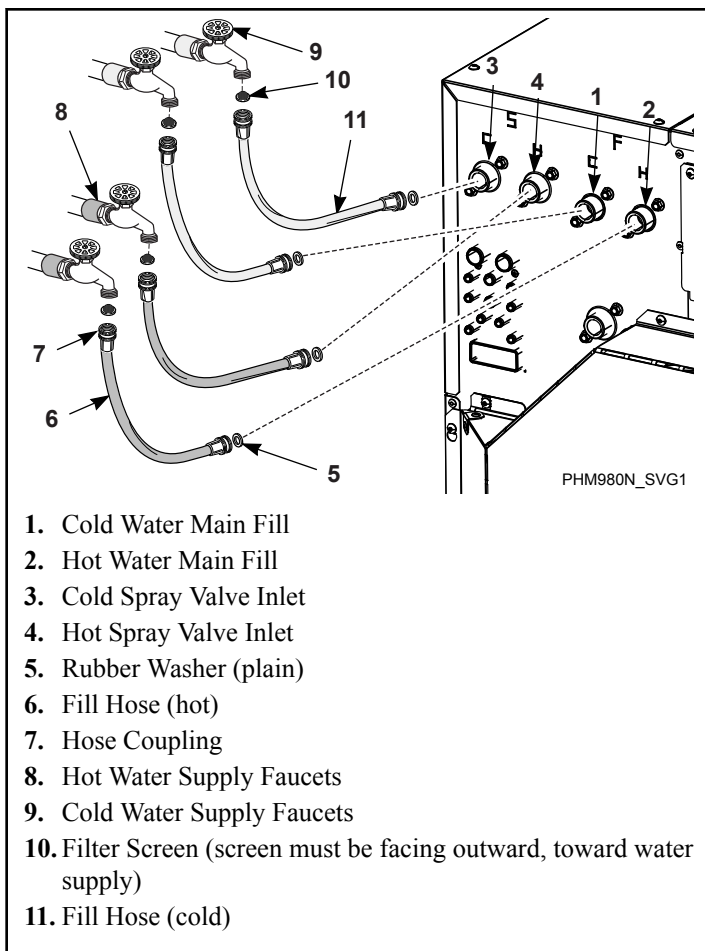 9
10
11
8
3
4
1
2
S
C
H
F
C
H
7
6
5
PHM980N_SVG1
1. Cold Water Main Fill
2. Hot Water Main Fill
3. Cold Spray Valve Inlet
4. Hot Spray Valve Inlet
5. Rubber Washer (plain)
6. Fill Hose (hot)
7. Hose Coupling
8. Hot Water Supply Faucets
9. Cold Water Supply Faucets
10. Filter Screen (screen must be facing outward, toward water
supply)
11. Fill Hose (cold)